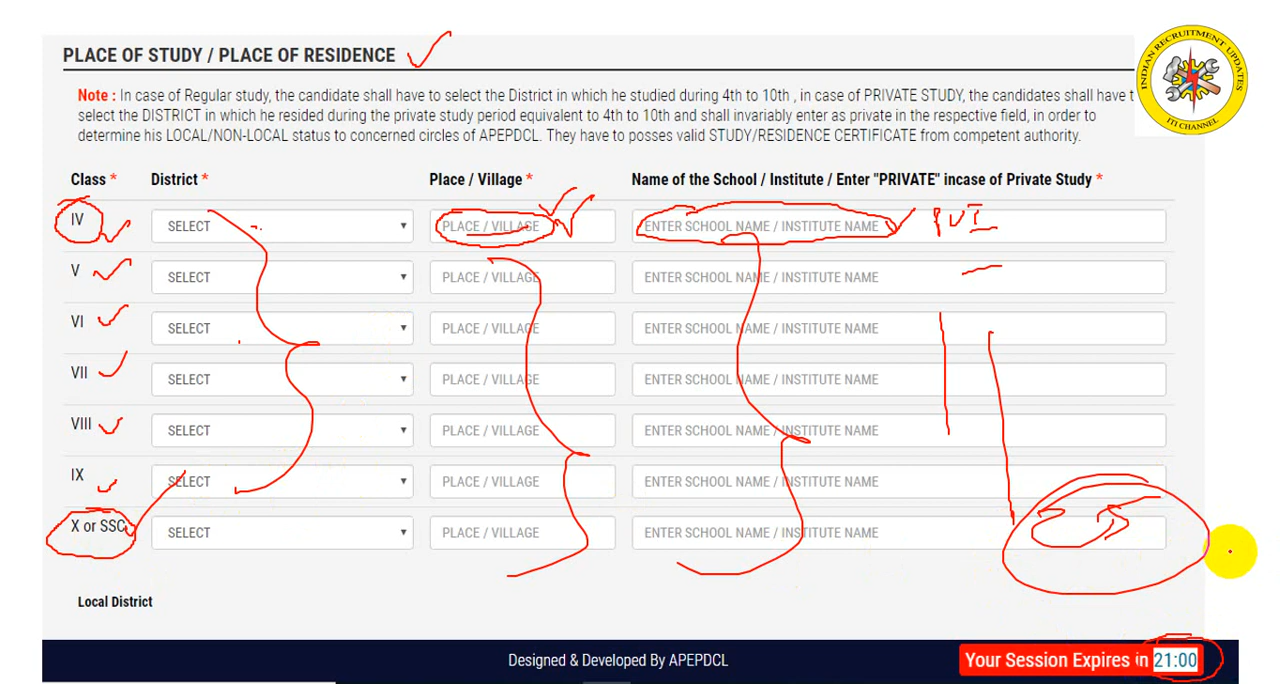 PLACE OF STUDY / PLACE OF RESIDENCE
INDIAN RECRUITMENT UPDATES
ITI CHANNEL
Note : In case of Regular study, the candidate shall have to select the District in which he studied during 4th to 10th , in case of PRIVATE STUDY, the candidates shall have t
select the DISTRICT in which he resided during the private study period equivalent to 4th to 10th and shall invariably enter as private in the respective field, in order to
determine his LOCAL/NON-LOCAL status to concerned circles of APEPDCL. They have to posses valid STUDY/RESIDENCE CERTIFICATE from competent authority.
Class * District * Place / Village * Name of the School / Institute / Enter "PRIVATE" incase of Private Study *
IV SELECT PLACE / VILLAGE ENTER SCHOOL NAME / INSTITUTE NAME
V SELECT PLACE / VILLAGE ENTER SCHOOL NAME / INSTITUTE NAME
VI SELECT PLACE / VILLAGE ENTER SCHOOL NAME / INSTITUTE NAME
VII SELECT PLACE / VILLAGE ENTER SCHOOL NAME / INSTITUTE NAME
VIII SELECT PLACE / VILLAGE ENTER SCHOOL NAME / INSTITUTE NAME
IX SELECT PLACE / VILLAGE ENTER SCHOOL NAME / INSTITUTE NAME
X or SSC SELECT PLACE / VILLAGE ENTER SCHOOL NAME / INSTITUTE NAME
Local District
Designed & Developed By APEPDCL
Your Session Expires in 21:00